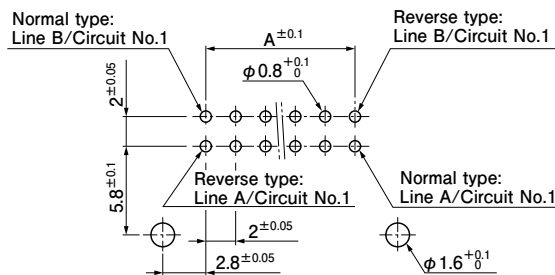 Normal type:
Line B/Circuit No.1
Reverse type:
Line B/Circuit No.1
A±0.1
φ0.8+0.1 0
2±0.05
5.8±0.1
Reverse type:
Line A/Circuit No.1
Normal type:
Line A/Circuit No.1
2±0.05
2.8±0.05
φ1.6+0.1 0